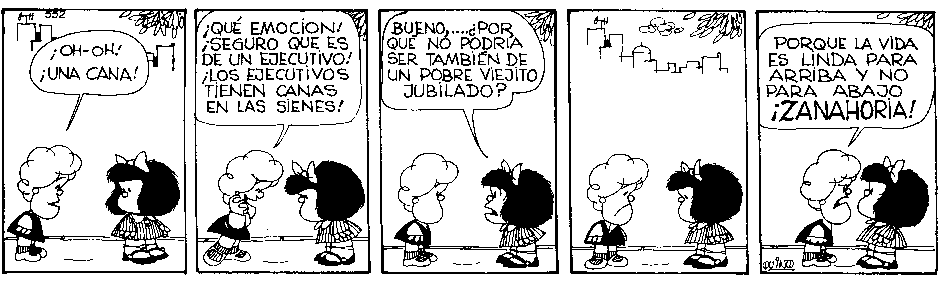 552
¡OH-OH!
¡UNA CANA!
¡QUÉ EMOCION!
¡SEGURO QUE ES
DE UN EJECUTIVO!
¡LOS EJECUTIVOS
TIENEN CANAS
EN LAS SIENES!
BUENO,....¿POR
QUÉ NO PODRÍA
SER TAMBIÉN DE
UN POBRE VIEJITO
JUBILADO?
PORQUE LA VIDA
ES LINDA PARA
ARRIBA Y NO
PARA ABAJO
¡ZANAHORIA!